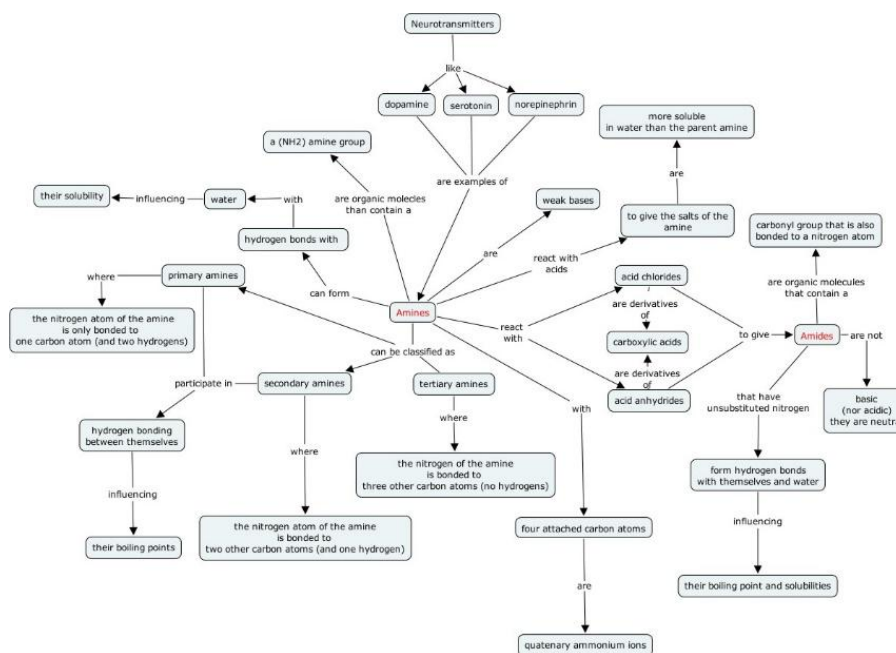 Neurotransmitters
like
dopamine
serotonin
norepinephrin
more soluble
in water than the parent amine
a (NH2) amine group
are
are organic molecles
than contain a
are examples of
their solubility
influencing
water
with
weak bases
to give the salts of the
amine
carbonyl group that is also
bonded to a nitrogen atom
hydrogen bonds with
are
react with
acids
where
primary amines
can form
acid chlorides
are organic molecules
that contain a
the nitrogen atom of the amine
is only bonded to
one carbon atom (and two hydrogens)
Amines
are derivatives
of
react
with
to give
Amides
are not
can be classified as
carboxylic acids
are derivatives
of
participate in
secondary amines
tertiary amines
acid anhydrides
that have
unsubstituted nitrogen
basic
(nor acidic)
they are neutra
with
where
hydrogen bonding
between themselves
where
the nitrogen of the amine
is bonded to
three other carbon atoms (no hydrogens)
form hydrogen bonds
with themselves and water
influencing
their boiling points
the nitrogen atom of the amine
is bonded to
two other carbon atoms (and one hydrogen)
four attached carbon atoms
influencing
are
their boiling point and solubilities
quatenary ammonium ions